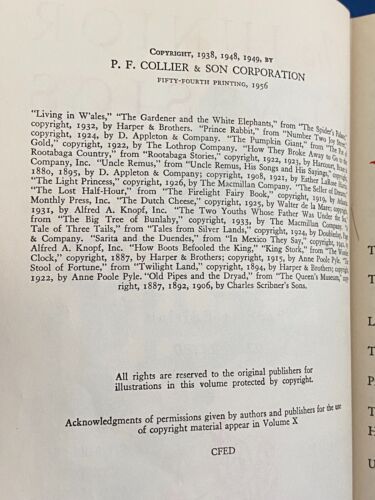 COPYRIGHT, 1938, 1948, 1949, BY
P. F. COLLIER & SON CORPORATION
FIFTY-FOURTH PRINTING, 1956
"Living in Wales," "The Gardener and the White Elephants," from "The Spider's Palace,"
copyright, 1932, by Harper & Brothers. "Prince Rabbit," from "Number Two Joy Street,"
copyright, 1924, by D. Appleton & Company. "The Pumpkin Giant," from "The Pot of
Gold," copyright, 1922, by The Lothrop Company. "How They Broke Away to Go to the
Rootabaga Country," from "Rootabaga Stories," copyright, 1922, 1923, by Harcourt, Brace &
Company, Inc. "Uncle Remus," from "Uncle Remus, His Songs and His Sayings," copyright,
1880, 1895, by D. Appleton & Company; copyright, 1908, 1921, by Esther LaRose Harris.
"The Light Princess," copyright, 1926, by The Macmillan Company. "The Seller of Dreams,"
"The Lost Half-Hour," from "The Firelight Fairy Book," copyright, 1919, by Atlantic
Monthly Press, Inc. "The Dutch Cheese," copyright, 1925, by Walter de la Mare; copyright,
1931, by Alfred A. Knopf, Inc. "The Two Youths Whose Father Was Under the
from "The Big Tree of Bunlahy," copyright, 1933, by The Macmillan Company. "The
Tale of Three Tails," from "Tales from Silver Lands," copyright, 1924, by Doubleday,
& Company. "Sarita and the Duendes," from "In Mexico They Say," copyright, by
Alfred A. Knopf, Inc. "How Boots Befooled the King," "King Stork," from "The Wonder
Clock," copyright, 1887, by Harper & Brothers; copyright, 1915, by Anne Poole Pyle. "The
Stool of Fortune," from "Twilight Land," copyright, 1894, by Harper & Brothers; copyright,
1922, by Anne Poole Pyle. "Old Pipes and the Dryad," from "The Queen's Museum," copy-
right, 1887, 1892, 1906, by Charles Scribner's Sons.
All rights are reserved to the original publishers for
illustrations in this volume protected by copyright.
Acknowledgments of permissions given by authors and publishers for the use
of copyright material appear in Volume X
CFED
T
T
L
T
P
T
H
U